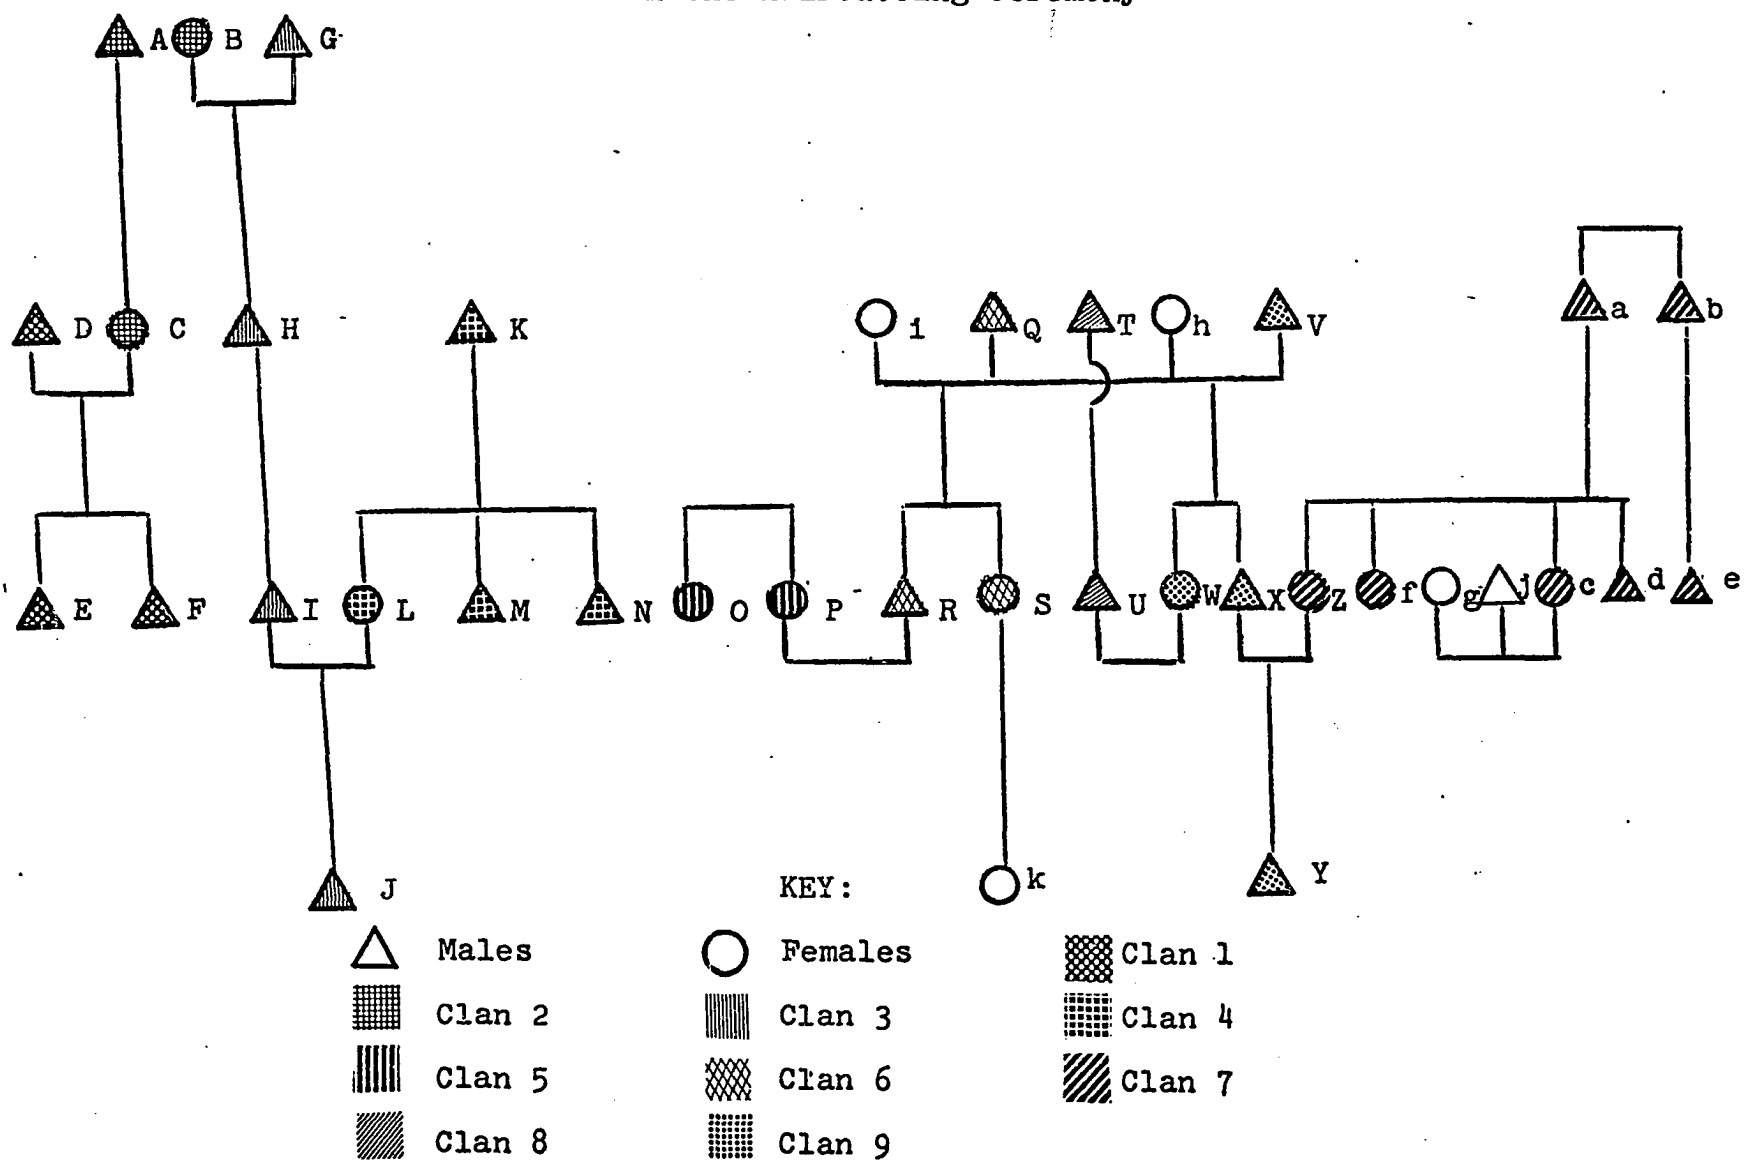 A B G
D C H K i Q T h V a b
E F I L M N O P R S U W X Z f g j c d e
J k Y
KEY:
Males Females Clan 1
Clan 2 Clan 3 Clan 4
Clan 5 Clan 6 Clan 7
Clan 8 Clan 9